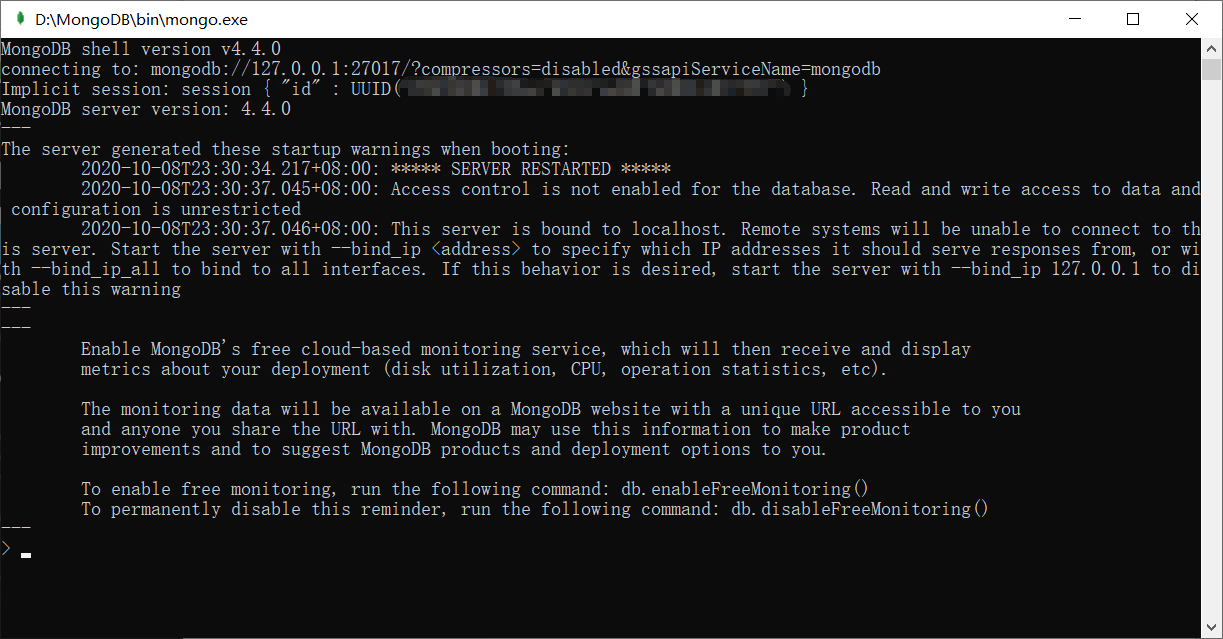 D:\MongoDB\bin\mongo.exe
MongoDB shell version v4.4.0
connecting to: mongodb://127.0.0.1:27017/?compressors=disabled&gssapiServiceName=mongodb
Implicit session: session { "id" : UUID( ) }
MongoDB server version: 4.4.0
---
The server generated these startup warnings when booting:
        2020-10-08T23:30:34.217+08:00: ***** SERVER RESTARTED *****
        2020-10-08T23:30:37.045+08:00: Access control is not enabled for the database. Read and write access to data and
 configuration is unrestricted
        2020-10-08T23:30:37.046+08:00: This server is bound to localhost. Remote systems will be unable to connect to th
is server. Start the server with --bind_ip <address> to specify which IP addresses it should serve responses from, or wi
th --bind_ip_all to bind to all interfaces. If this behavior is desired, start the server with --bind_ip 127.0.0.1 to di
sable this warning
---
---
        Enable MongoDB's free cloud-based monitoring service, which will then receive and display
        metrics about your deployment (disk utilization, CPU, operation statistics, etc).

        The monitoring data will be available on a MongoDB website with a unique URL accessible to you
        and anyone you share the URL with. MongoDB may use this information to make product
        improvements and to suggest MongoDB products and deployment options to you.

        To enable free monitoring, run the following command: db.enableFreeMonitoring()
        To permanently disable this reminder, run the following command: db.disableFreeMonitoring()
---
>